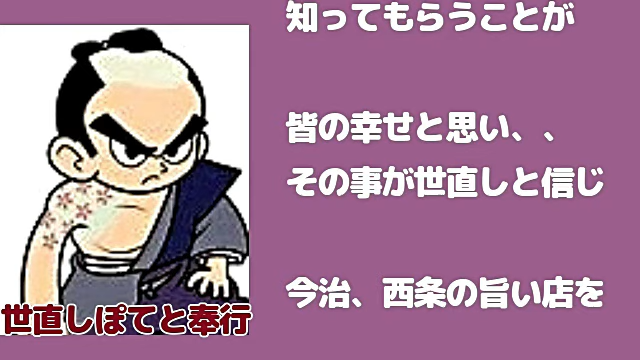 知ってもらうことが
皆の幸せと思い、、
その事が世直しと信じ
今治、西条の旨い店を
世直しぽてと奉行